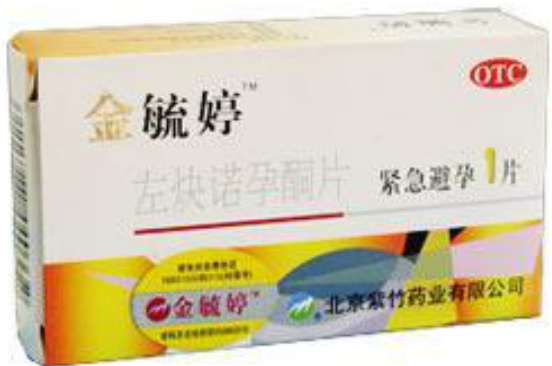 OTC
金毓婷™
左炔诺孕酮片
紧急避孕1片
金毓婷™
北京紫竹药业有限公司